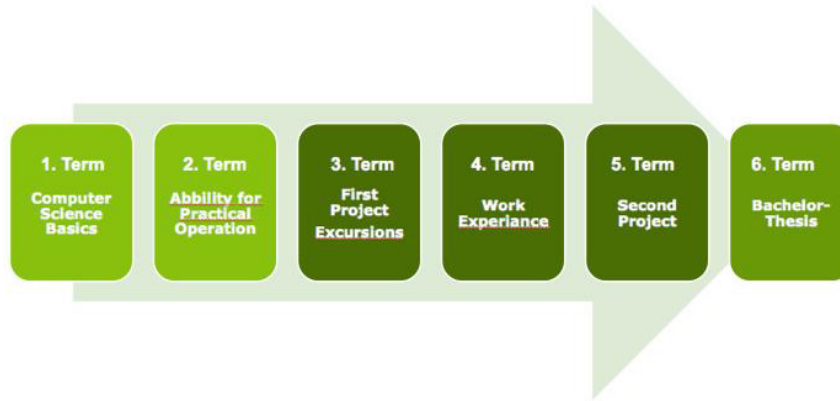 1. Term
Computer
Science
Basics
2. Term
Abbility for
Practical
Operation
3. Term
First
Project
Excursions
4. Term
Work
Experiance
5. Term
Second
Project
6. Term
Bachelor-
Thesis